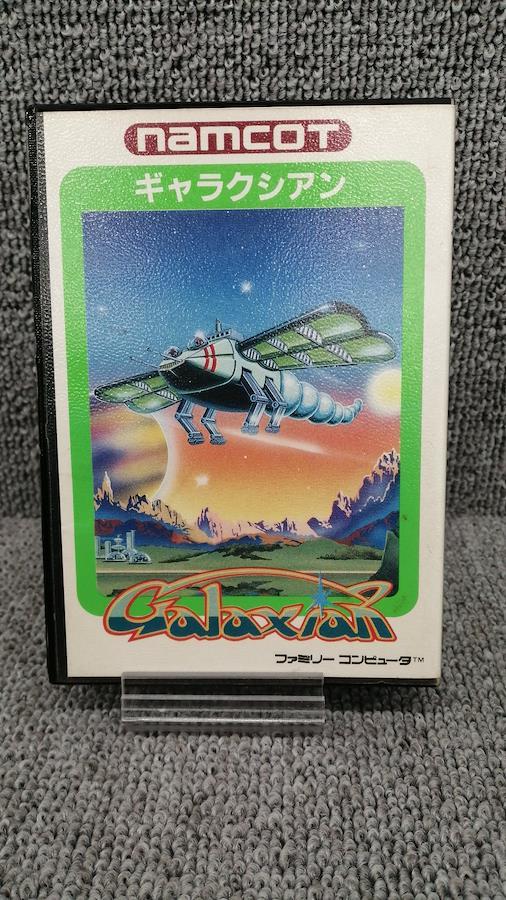 namcoT
ギャラクシアン
Galaxian
ファミリー コンピュータ™